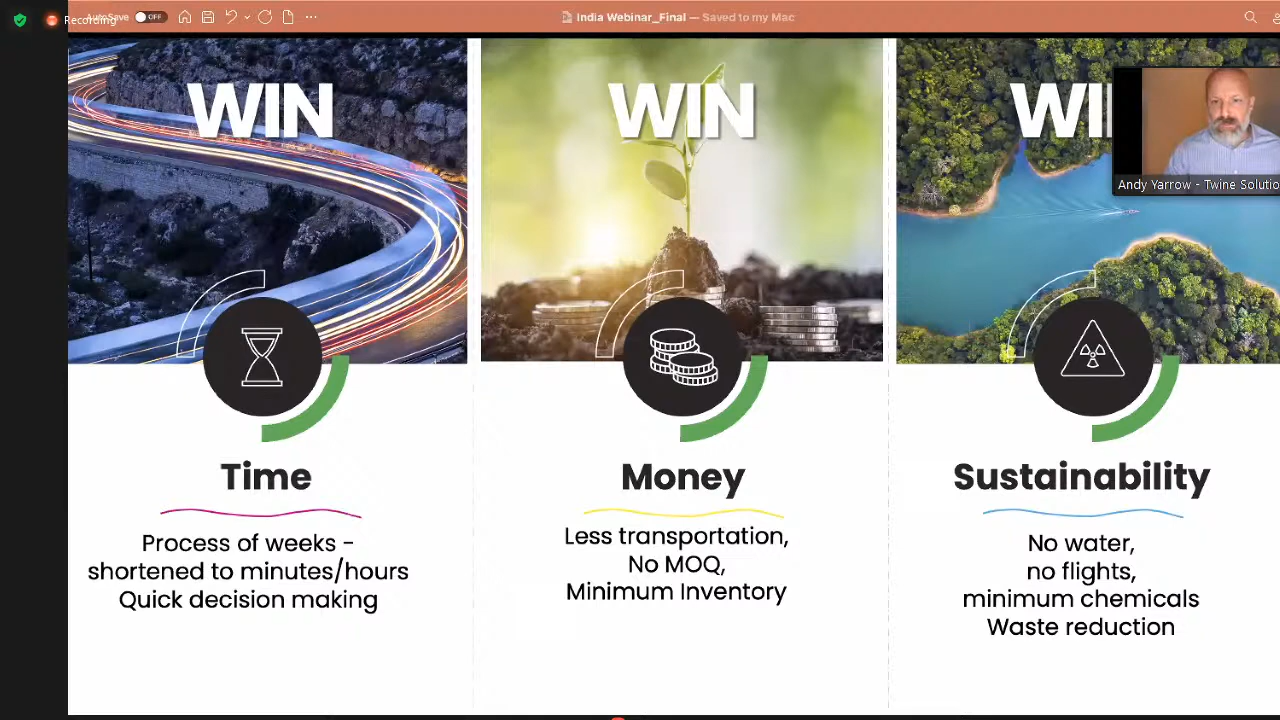 AutoSave OFF
Recording
India Webinar_Final — Saved to my Mac
WIN
WIN
WI
Andy Yarrow - Twine Solutio
Time
Process of weeks -
shortened to minutes/hours
Quick decision making
Money
Less transportation,
No MOQ,
Minimum Inventory
Sustainability
No water,
no flights,
minimum chemicals
Waste reduction